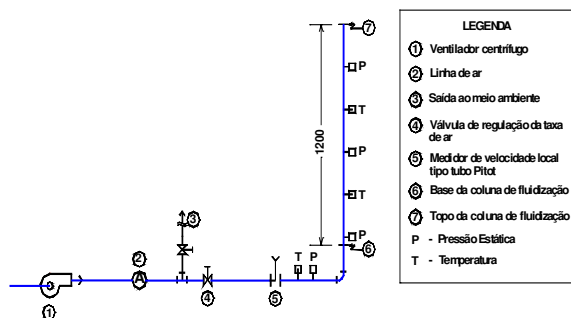 7
P
T
P
T
P
1200
6
3
2
A
T P
4
5
1
LEGENDA
1 Ventilador centrífugo
2 Linha de ar
3 Saída ao meio ambiente
4 Válvula de regulação da taxa
de ar
5 Medidor de velocidade local
tipo tubo Pitot
6 Base da coluna de fluidização
7 Topo da coluna de fluidização
P - Pressão Estática
T - Temperatura